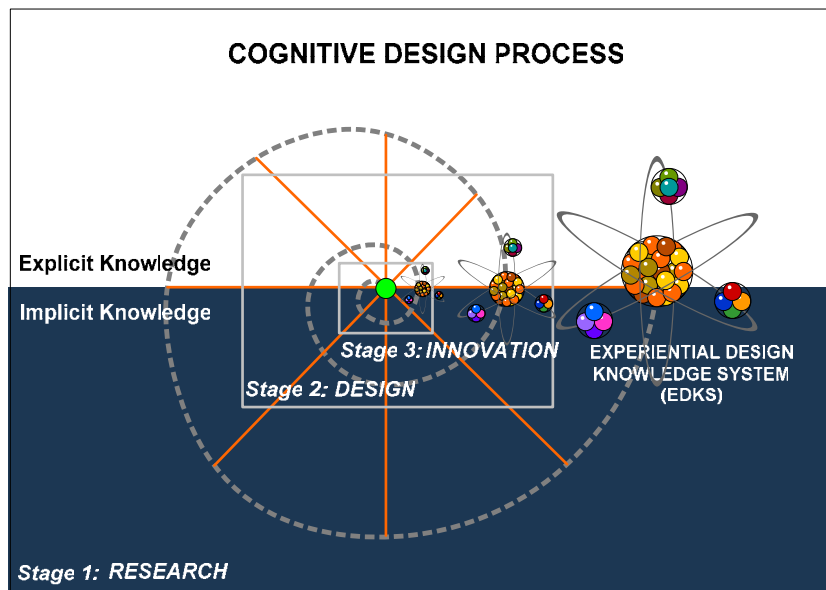 COGNITIVE DESIGN PROCESS
Explicit Knowledge
Implicit Knowledge
Stage 3: INNOVATION
EXPERIENTIAL DESIGN
KNOWLEDGE SYSTEM
(EDKS)
Stage 2: DESIGN
Stage 1: RESEARCH